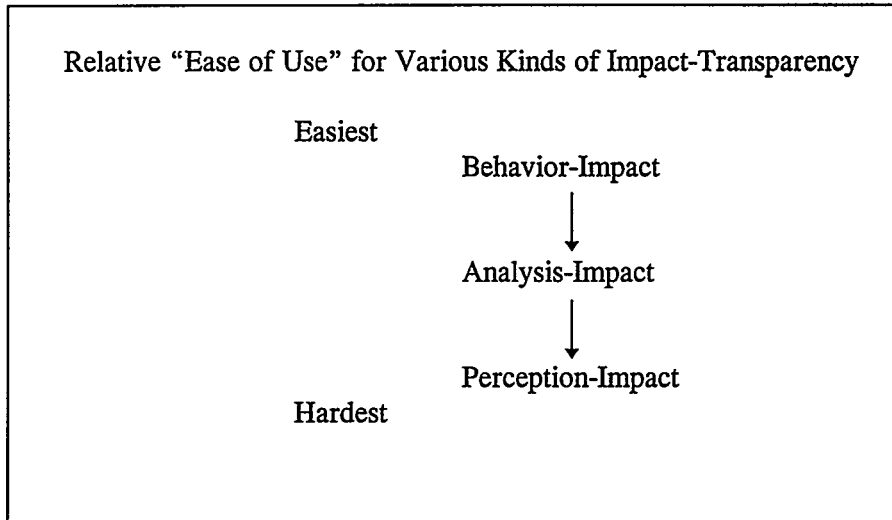 Relative “Ease of Use” for Various Kinds of Impact-Transparency
Easiest
Behavior-Impact
Analysis-Impact
Perception-Impact
Hardest